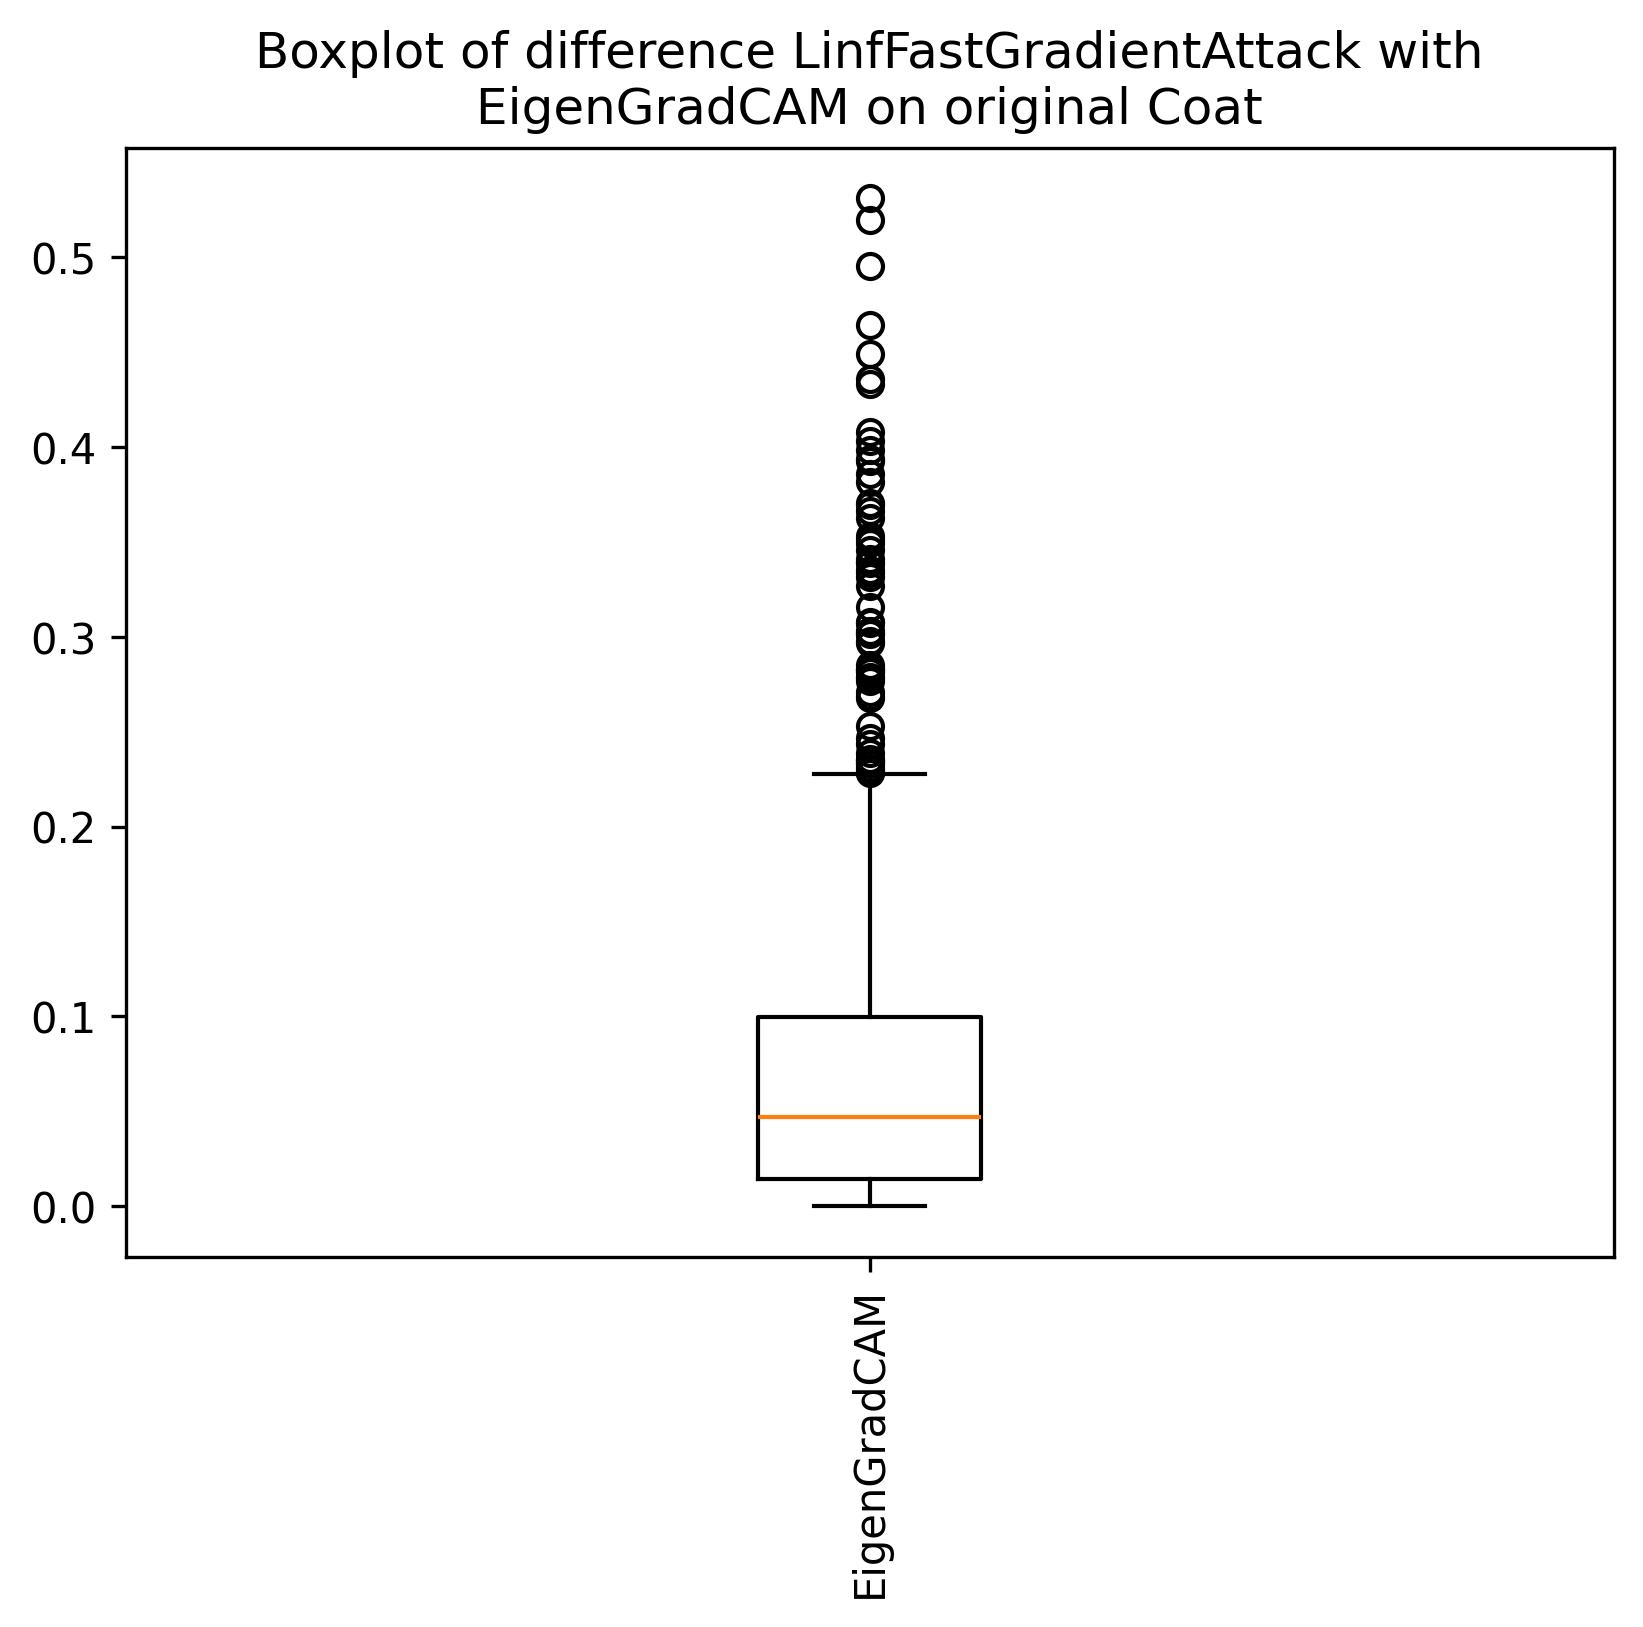 Boxplot of difference LinfFastGradientAttack with
EigenGradCAM on original Coat
0.5
0.4
0.3
0.2
0.1
0.0
EigenGradCAM